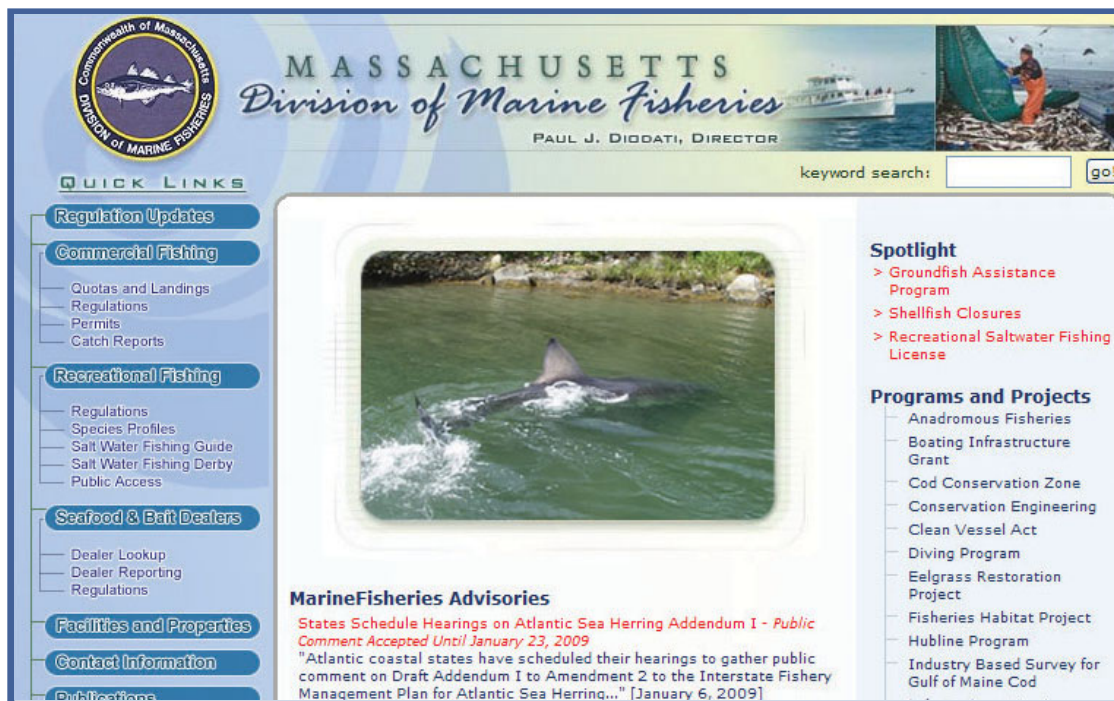 Commonwealth of Massachusetts
DIVISION of MARINE FISHERIES
MASSACHUSETTS
Division of Marine Fisheries
PAUL J. DIODATI, DIRECTOR
keyword search:
go!
QUICK LINKS
Regulation Updates
Commercial Fishing
Quotas and Landings
Regulations
Permits
Catch Reports
Recreational Fishing
Regulations
Species Profiles
Salt Water Fishing Guide
Salt Water Fishing Derby
Public Access
Seafood & Bait Dealers
Dealer Lookup
Dealer Reporting
Regulations
Facilities and Properties
Contact Information
Publications
MarineFisheries Advisories
States Schedule Hearings on Atlantic Sea Herring Addendum I - Public
Comment Accepted Until January 23, 2009
"Atlantic coastal states have scheduled their hearings to gather public
comment on Draft Addendum I to Amendment 2 to the Interstate Fishery
Management Plan for Atlantic Sea Herring..." [January 6, 2009]
Spotlight
> Groundfish Assistance
Program
> Shellfish Closures
> Recreational Saltwater Fishing
License
Programs and Projects
Anadromous Fisheries
Boating Infrastructure
Grant
Cod Conservation Zone
Conservation Engineering
Clean Vessel Act
Diving Program
Eelgrass Restoration
Project
Fisheries Habitat Project
Hubline Program
Industry Based Survey for
Gulf of Maine Cod